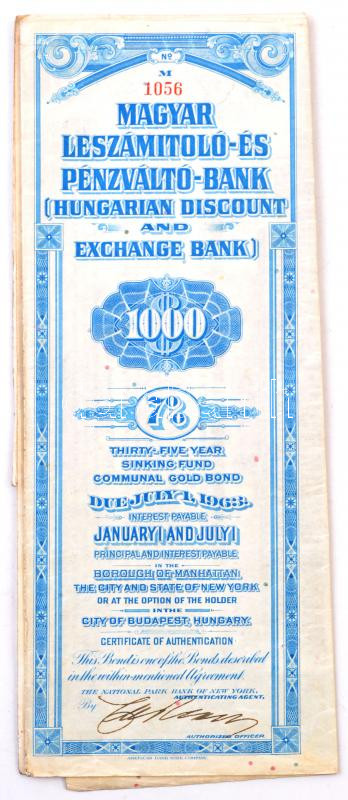 No
M
1056
MAGYAR
LESZÁMITOLÓ-ÉS
PÉNZVÁLTÓ-BANK
(HUNGARIAN DISCOUNT
AND
EXCHANGE BANK)
$1000
7%
THIRTY-FIVE YEAR
SINKING FUND
COMMUNAL GOLD BOND
DUE JULY 1, 1963.
INTEREST PAYABLE
JANUARY 1 AND JULY 1
PRINCIPAL AND INTEREST PAYABLE
IN THE
BOROUGH OF MANHATTAN,
THE CITY AND STATE OF NEW YORK
OR AT THE OPTION OF THE HOLDER
IN THE
CITY OF BUDAPEST, HUNGARY.
CERTIFICATE OF AUTHENTICATION
This Bond is one of the Bonds described
in the within-mentioned Agreement.
THE NATIONAL PARK BANK OF NEW YORK,
AUTHENTICATING AGENT,
By
AUTHORIZED OFFICER.
AMERICAN BANK NOTE COMPANY.